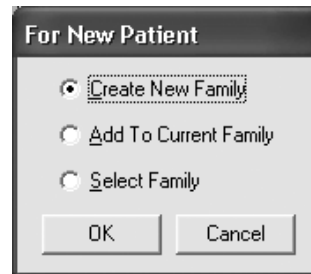 For New Patient
Create New Family
Add To Current Family
Select Family
OK Cancel